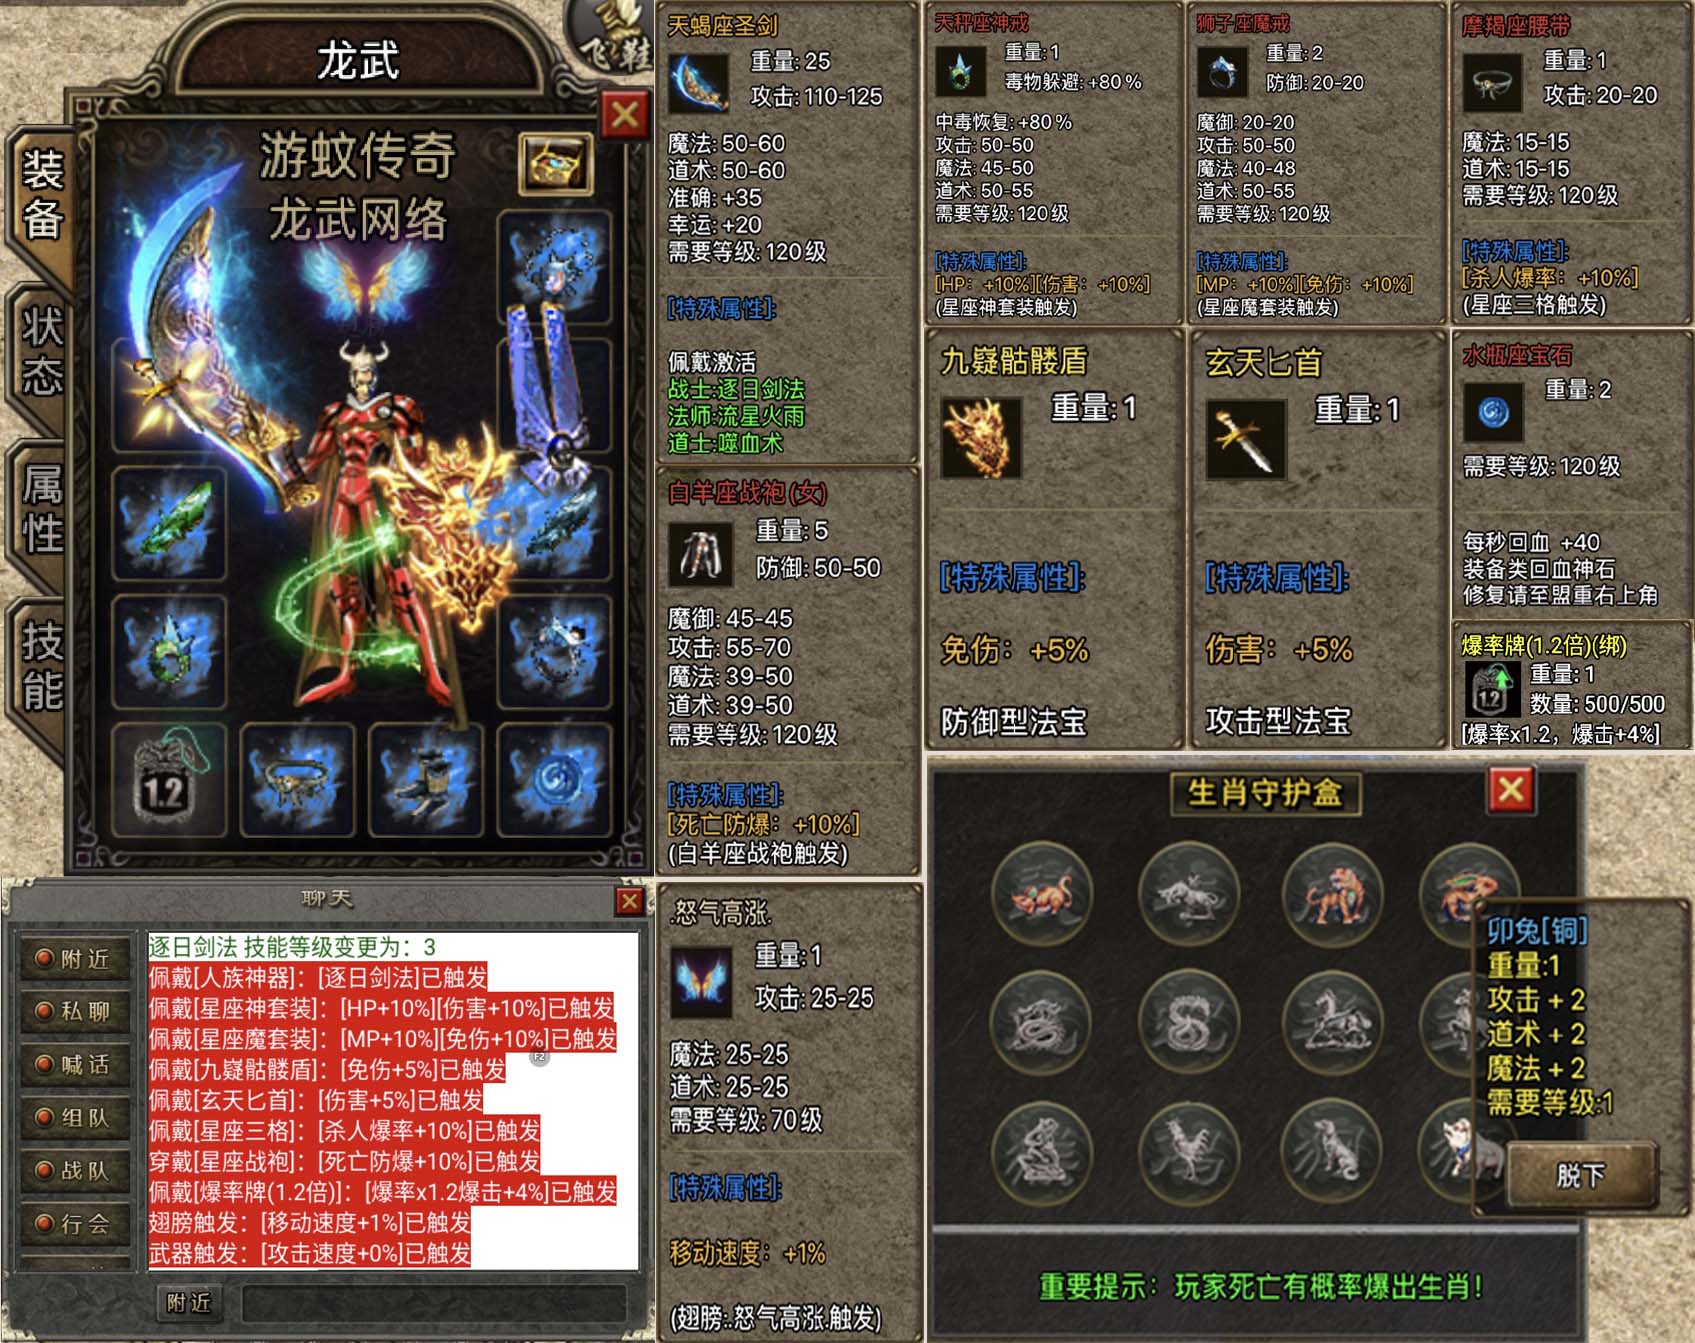 龙武
飞鞋
装备
状态
属性
技能
游蚊传奇
龙武网络
1.2
天蝎座圣剑
重量: 25
攻击: 110-125
魔法: 50-60
道术: 50-60
准确: +35
幸运: +20
需要等级: 120 级
[特殊属性]:
佩戴激活
战士:逐日剑法
法师:流星火雨
道士:噬血术
白羊座战袍(女)
重量: 5
防御: 50-50
魔御: 45-45
攻击: 55-70
魔法: 39-50
道术: 39-50
需要等级: 120 级
[特殊属性]:
[死亡防爆：+10%]
(白羊座战袍触发)
天秤座神戒
重量: 1
毒物躲避: +80 %
中毒恢复: +80 %
攻击: 50-50
魔法: 45-50
道术: 50-55
需要等级: 120 级
[特殊属性]:
[HP：+10%][伤害：+10%]
(星座神套装触发)
狮子座魔戒
重量: 2
防御: 20-20
魔御: 20-20
攻击: 50-50
魔法: 40-48
道术: 50-55
需要等级: 120 级
[特殊属性]:
[MP：+10%][免伤：+10%]
(星座魔套装触发)
摩羯座腰带
重量: 1
攻击: 20-20
魔法: 15-15
道术: 15-15
需要等级: 120 级
[特殊属性]:
[杀人爆率：+10%]
(星座三格触发)
九嶷骷髅盾
重量: 1
[特殊属性]:
免伤：+5%
防御型法宝
玄天匕首
重量: 1
[特殊属性]:
伤害：+5%
攻击型法宝
水瓶座宝石
重量: 2
需要等级: 120 级
每秒回血 +40
装备类回血神石
修复请至盟重右上角
爆率牌(1.2倍)(绑)
重量: 1
数量: 500/500
1.2
[爆率x1.2，爆击+4%]
聊天
附近
私聊
喊话
组队
战队
行会
逐日剑法 技能等级变更为：3
佩戴[人族神器]：[逐日剑法]已触发
佩戴[星座神套装]：[HP+10%][伤害+10%]已触发
佩戴[星座魔套装]：[MP+10%][免伤+10%]已触发
佩戴[九嶷骷髅盾]：[免伤+5%]已触发
佩戴[玄天匕首]：[伤害+5%]已触发
佩戴[星座三格]：[杀人爆率+10%]已触发
穿戴[星座战袍]：[死亡防爆+10%]已触发
佩戴[爆率牌(1.2倍)]：[爆率x1.2爆击+4%]已触发
翅膀触发：[移动速度+1%]已触发
武器触发：[攻击速度+0%]已触发
F2
附近
.怒气高涨.
重量: 1
攻击: 25-25
魔法: 25-25
道术: 25-25
需要等级: 70 级
[特殊属性]:
移动速度：+1%
(翅膀:.怒气高涨.触发)
生肖守护盒
卯兔[铜]
重量:1
攻击 + 2
道术 + 2
魔法 + 2
需要等级:1
脱下
重要提示：玩家死亡有概率爆出生肖！